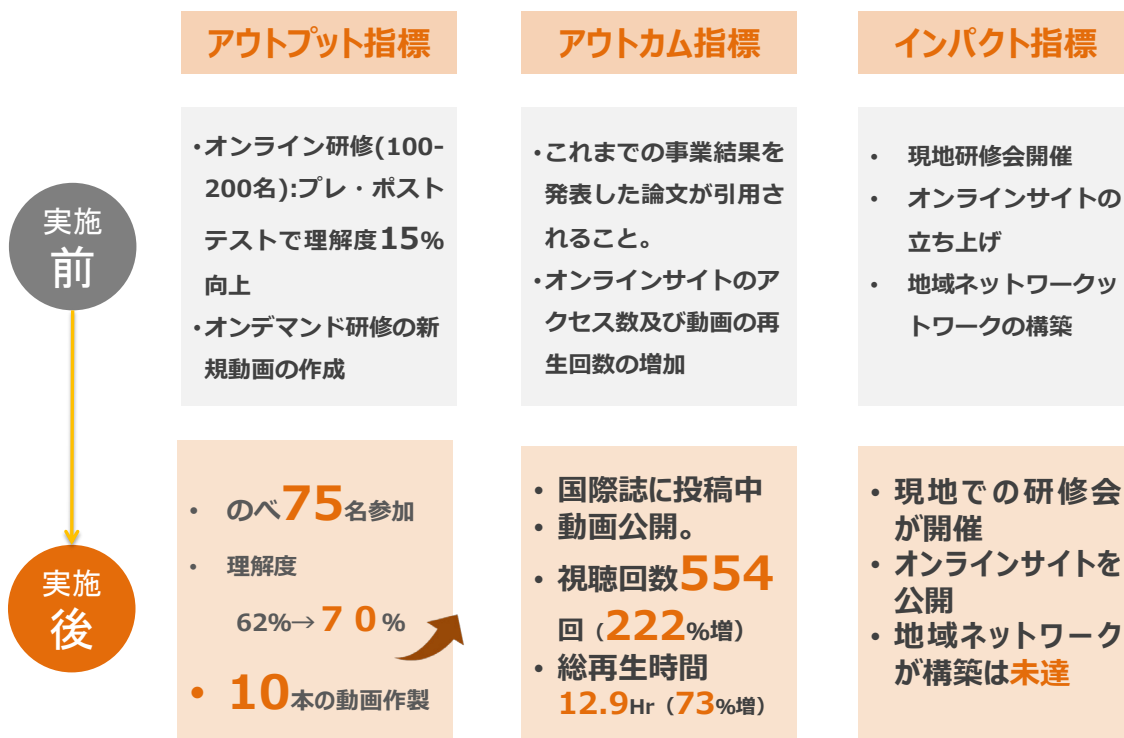 アウトプット指標
アウトカム指標
インパクト指標
実施
前
・オンライン研修(100-
200名):プレ・ポスト
テストで理解度15%
向上
・オンデマンド研修の新
規動画の作成
・これまでの事業結果を
発表した論文が引用さ
れること。
・オンラインサイトのア
クセス数及び動画の再
生回数の増加
• 現地研修会開催
• オンラインサイトの
立ち上げ
• 地域ネットワークッ
トワークの構築
実施
後
• のべ75名参加
• 理解度
62%→７０%
• 10本の動画作製
• 国際誌に投稿中
• 動画公開。
• 視聴回数554
回（222%増）
• 総再生時間
12.9Hr（73%増）
• 現地での研修会
が開催
• オンラインサイトを
公開
• 地域ネットワーク
が構築は未達